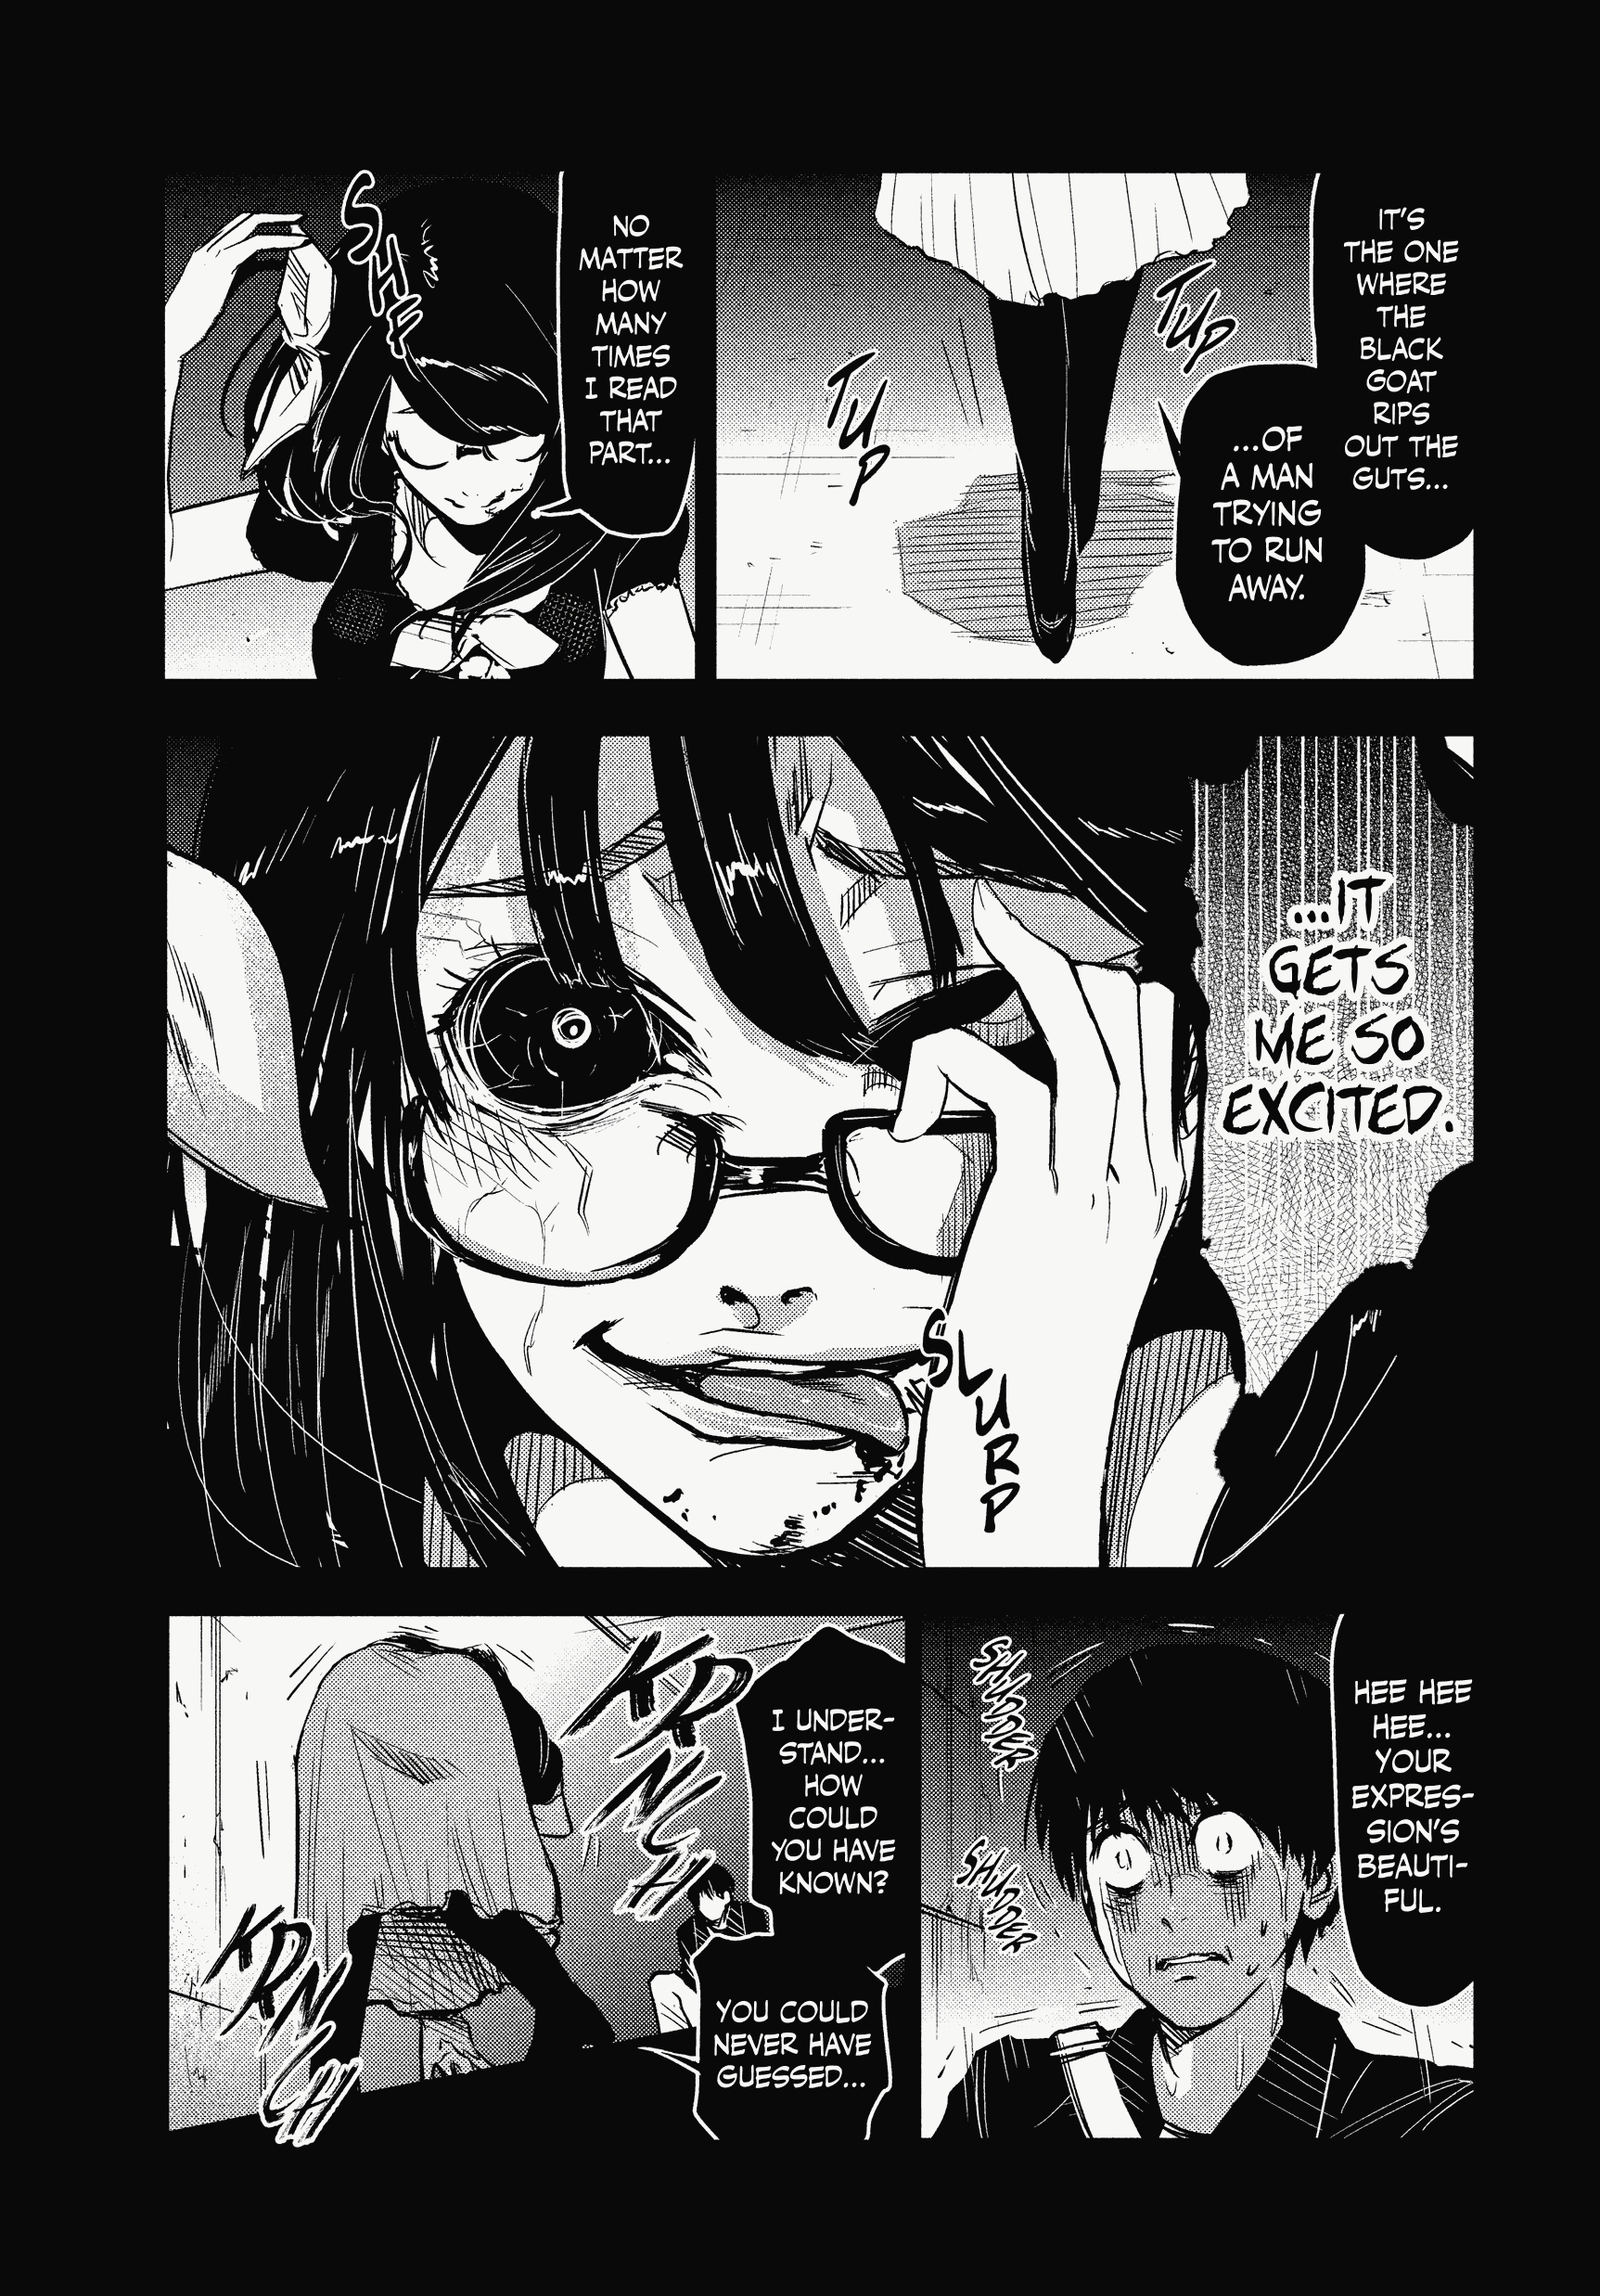 IT'S
THE ONE
WHERE
THE
BLACK
GOAT
RIPS
OUT THE
GUTS...
...OF
A MAN
TRYING
TO RUN
AWAY.
TUP
TUP
NO
MATTER
HOW
MANY
TIMES
I READ
THAT
PART...
SHF
...IT
GETS
ME SO
EXCITED.
SLURP
HEE HEE
HEE...
YOUR
EXPRES-
SION'S
BEAUTI-
FUL.
SHUDDER
SHUDDER
I UNDER-
STAND...
HOW
COULD
YOU HAVE
KNOWN?
YOU COULD
NEVER HAVE
GUESSED...
KRNCH
KRNCH